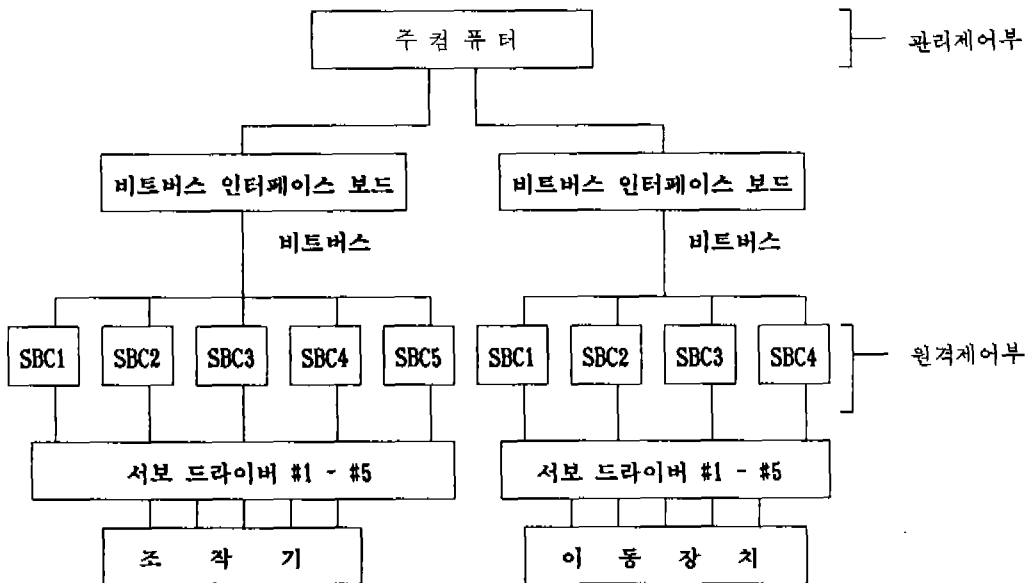 주 컴 퓨 터
관리제어부
비트버스 인터페이스 보드
비트버스 인터페이스 보드
비트버스
비트버스
SBC1 SBC2 SBC3 SBC4 SBC5 SBC1 SBC2 SBC3 SBC4
원격제어부
서보 드라이버 #1 - #5
서보 드라이버 #1 - #5
조 작 기
이 동 장 치